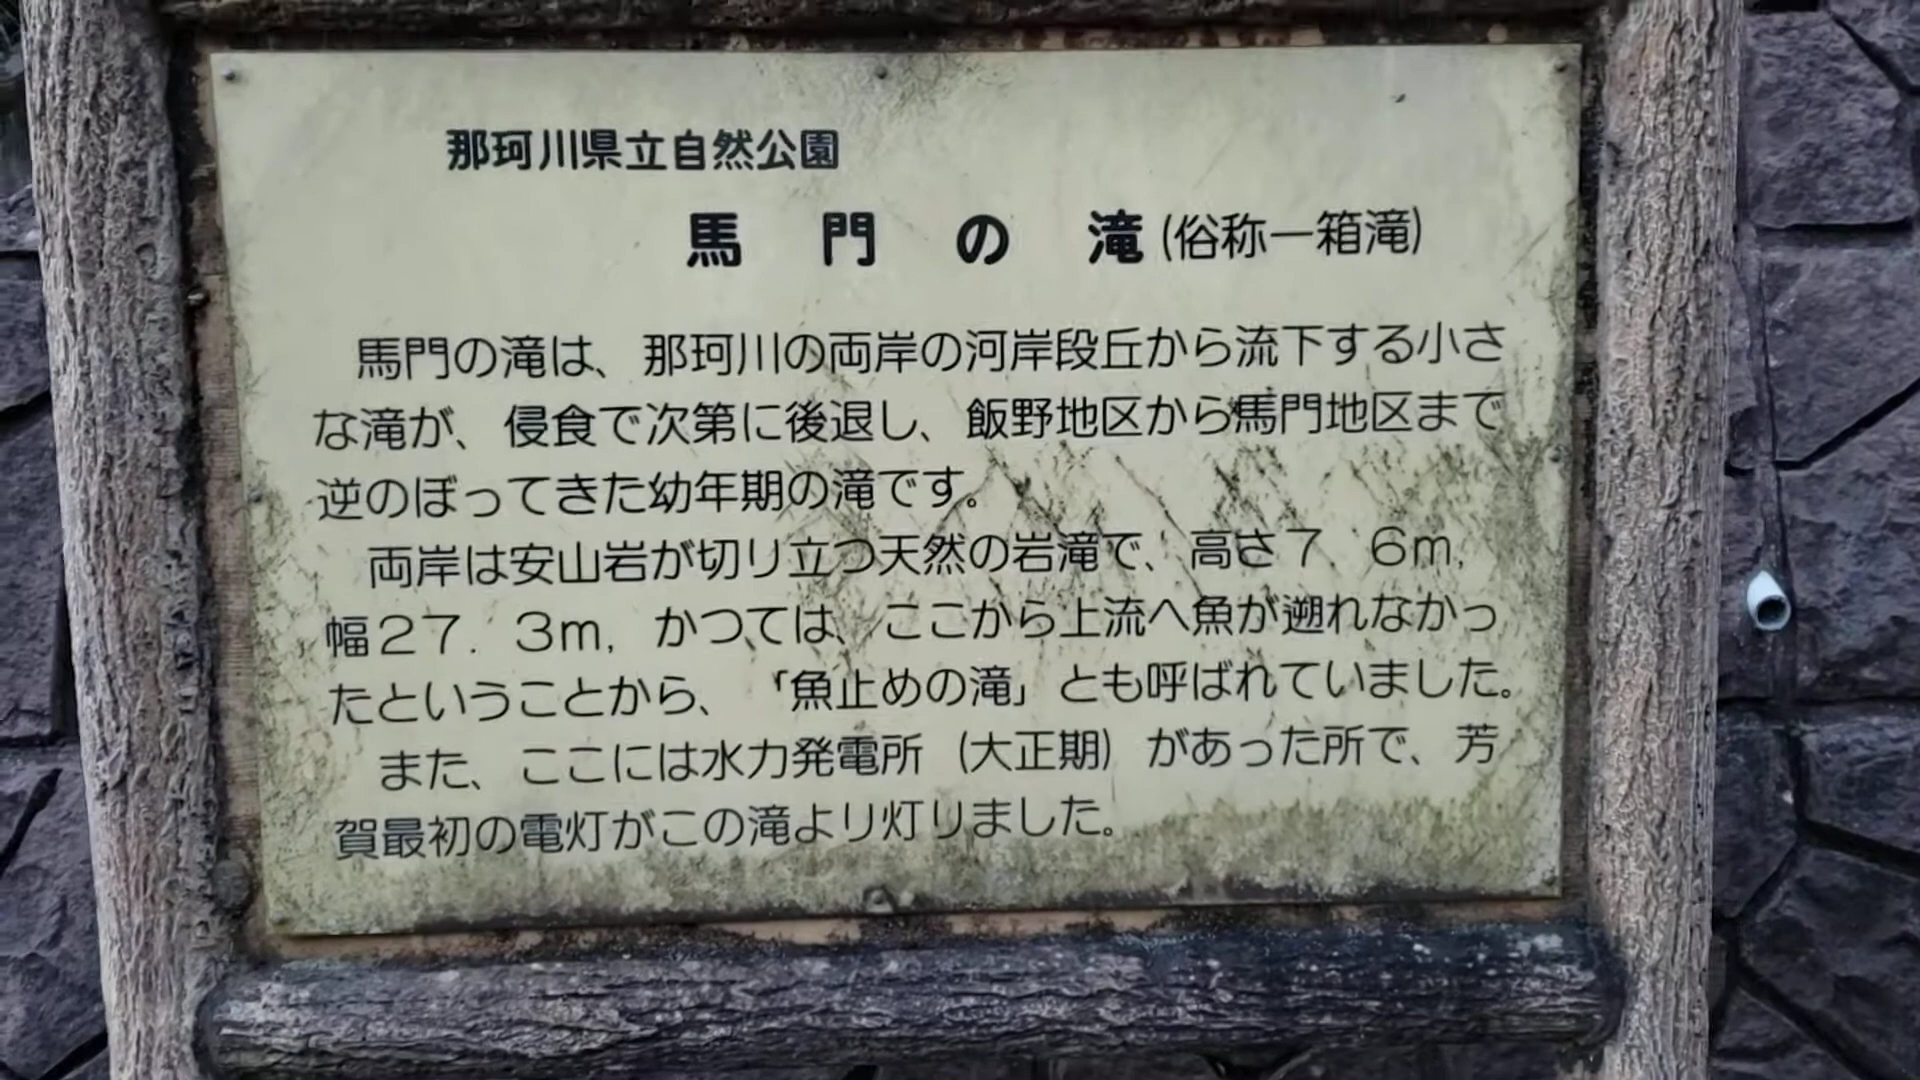 那珂川県立自然公園
馬門の滝(俗称一箱滝)
馬門の滝は、那珂川の両岸の河岸段丘から流下する小さ
な滝が、侵食で次第に後退し、飯野地区から馬門地区まで
逆のぼってきた幼年期の滝です。
両岸は安山岩が切り立つ天然の岩滝で、高さ7 6m,
幅27.3m,かつては、ここから上流へ魚が遡れなかっ
たということから、「魚止めの滝」とも呼ばれていました。
また、ここには水力発電所(大正期)があった所で、芳
賀最初の電灯がこの滝より灯りました。